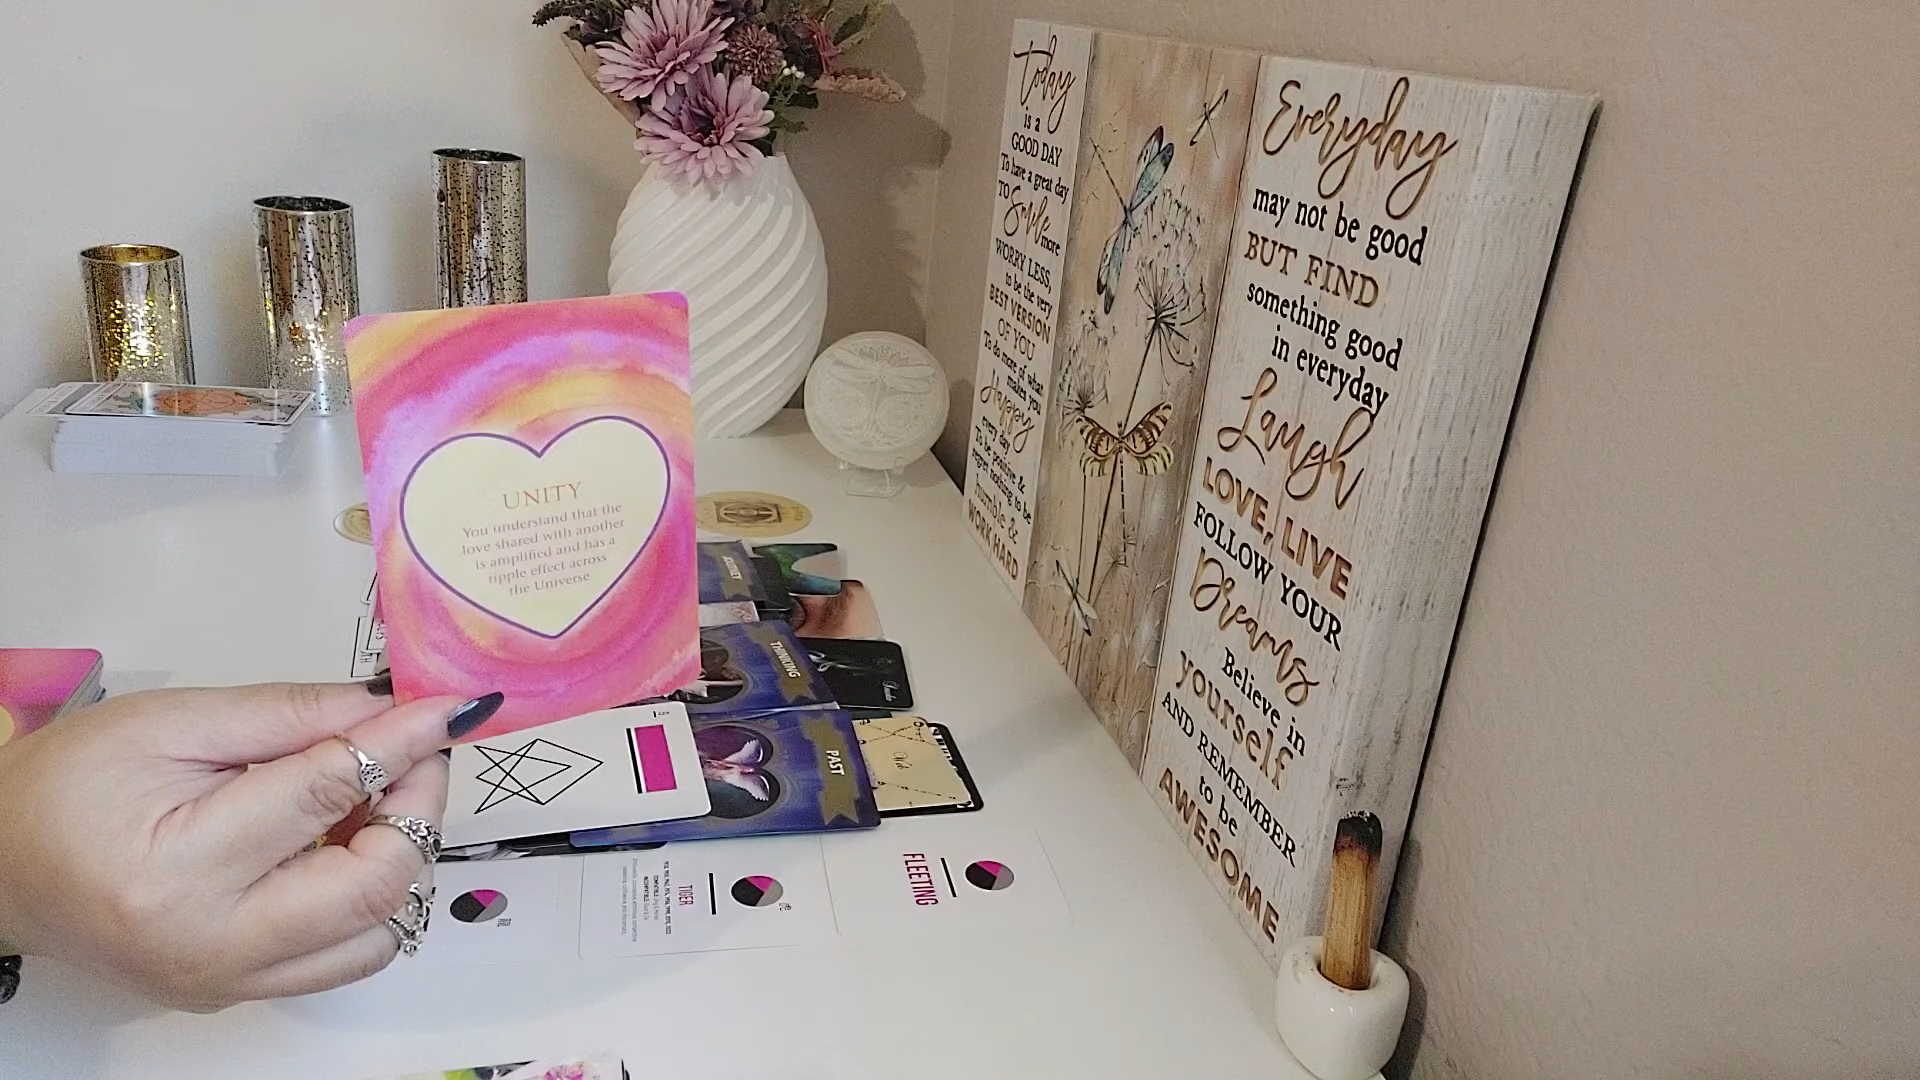 UNITY
You understand that the
love shared with another
is amplified and has a
ripple effect across
the Universe
today
is a
GOOD DAY
To have a great day
TO Smile more
WORRY LESS,
to be the very
BEST VERSION
OF YOU
To do more of what
makes you
Happy
every day
To be positive &
regret nothing to be
humble &
WORK HARD
Everyday
may not be good
BUT FIND
something good
in everyday
Laugh
LOVE, LIVE
FOLLOW YOUR
Dreams
Believe in
yourself
AND REMEMBER
to be
AWESOME
THINKING
PAST
FLEETING
TIGER